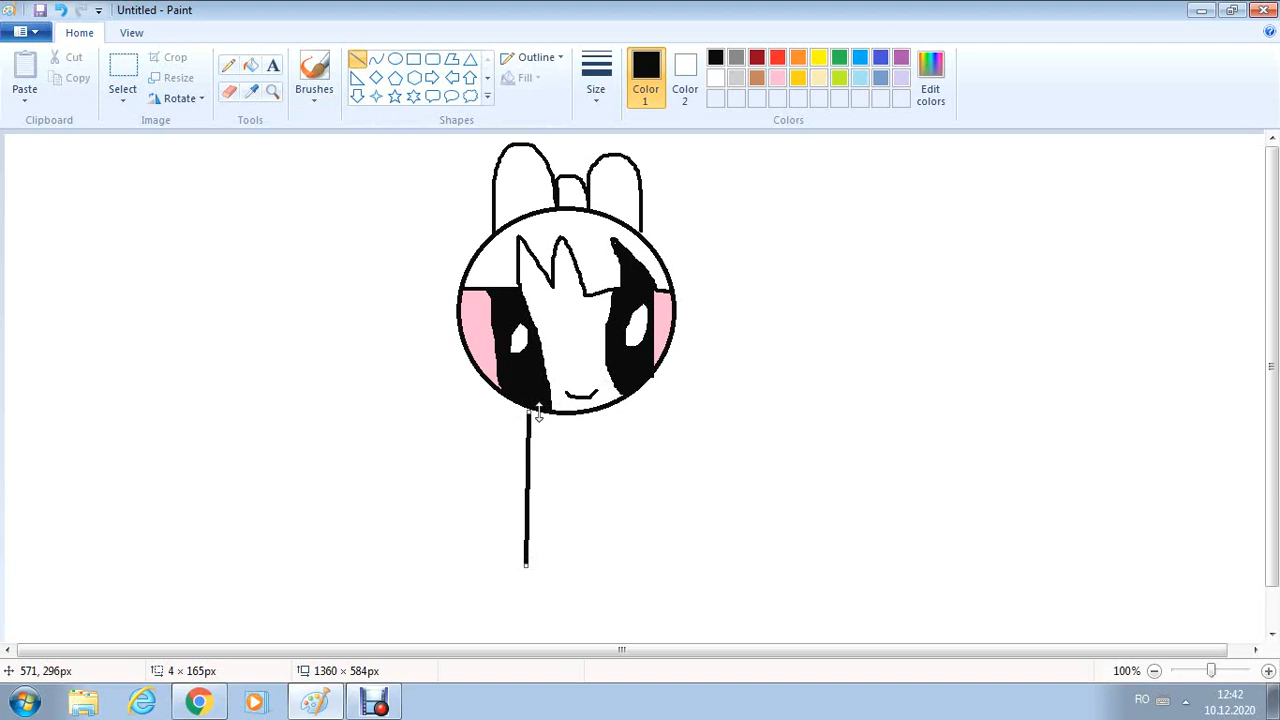 Untitled - Paint
Home View
Paste
Cut
Copy
Clipboard
Select
Crop
Resize
Rotate
Image
Tools
Brushes
Outline
Fill
Shapes
Size
Color
1
Color
2
Edit
colors
Colors
571, 296px 4 × 165px 1360 × 584px 100%
RO
12:42
10.12.2020